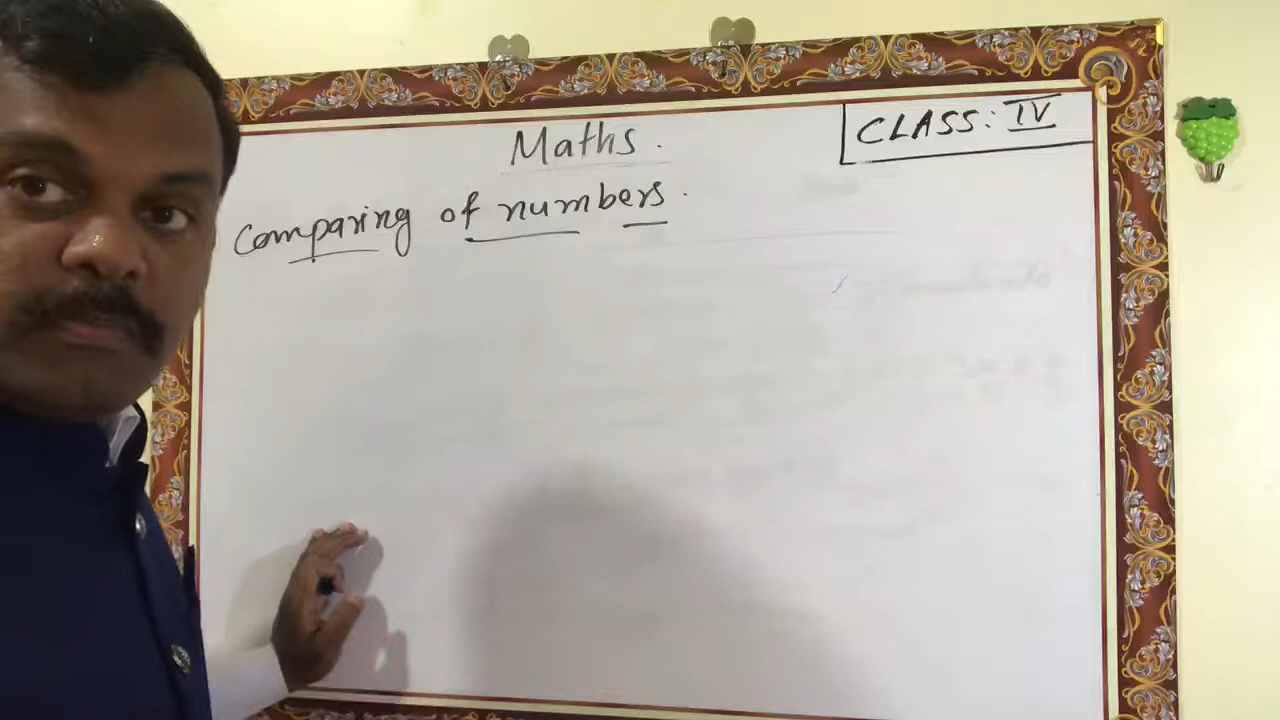 Maths.
CLASS: IV
Comparing of numbers.